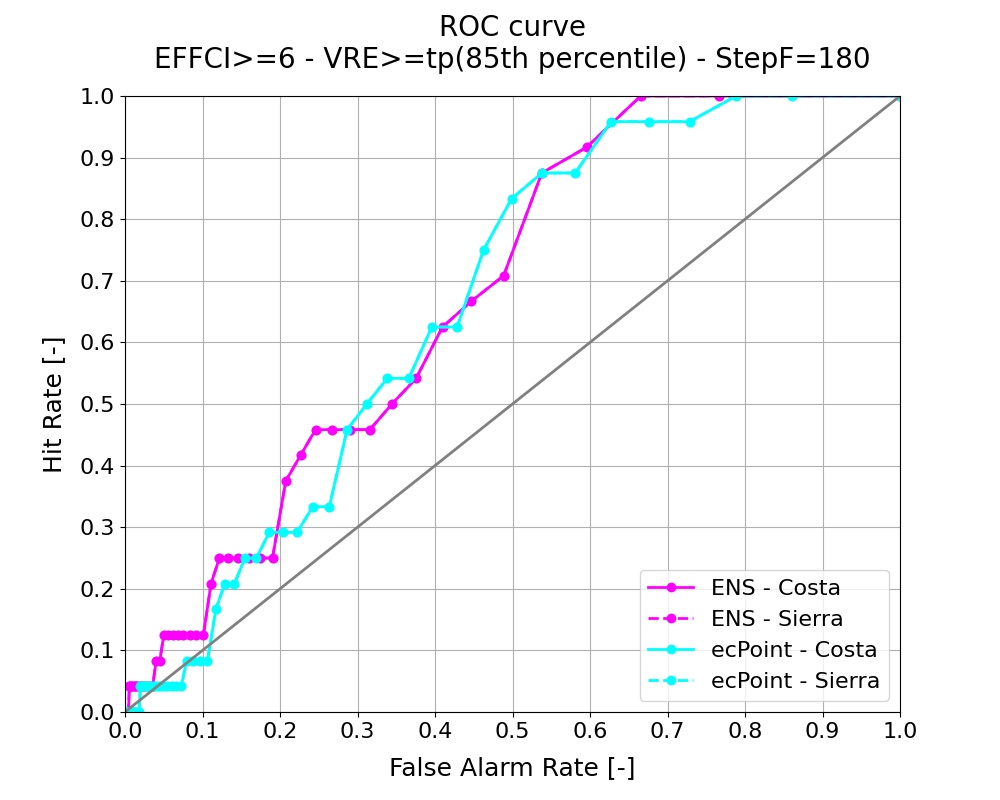 ROC curve
EFFCI>=6 - VRE>=tp(85th percentile) - StepF=180
1.0
0.9
0.8
0.7
0.6
0.5
0.4
0.3
0.2
0.1
0.0
Hit Rate [-]
ENS - Costa
ENS - Sierra
ecPoint - Costa
ecPoint - Sierra
0.0 0.1 0.2 0.3 0.4 0.5 0.6 0.7 0.8 0.9 1.0
False Alarm Rate [-]